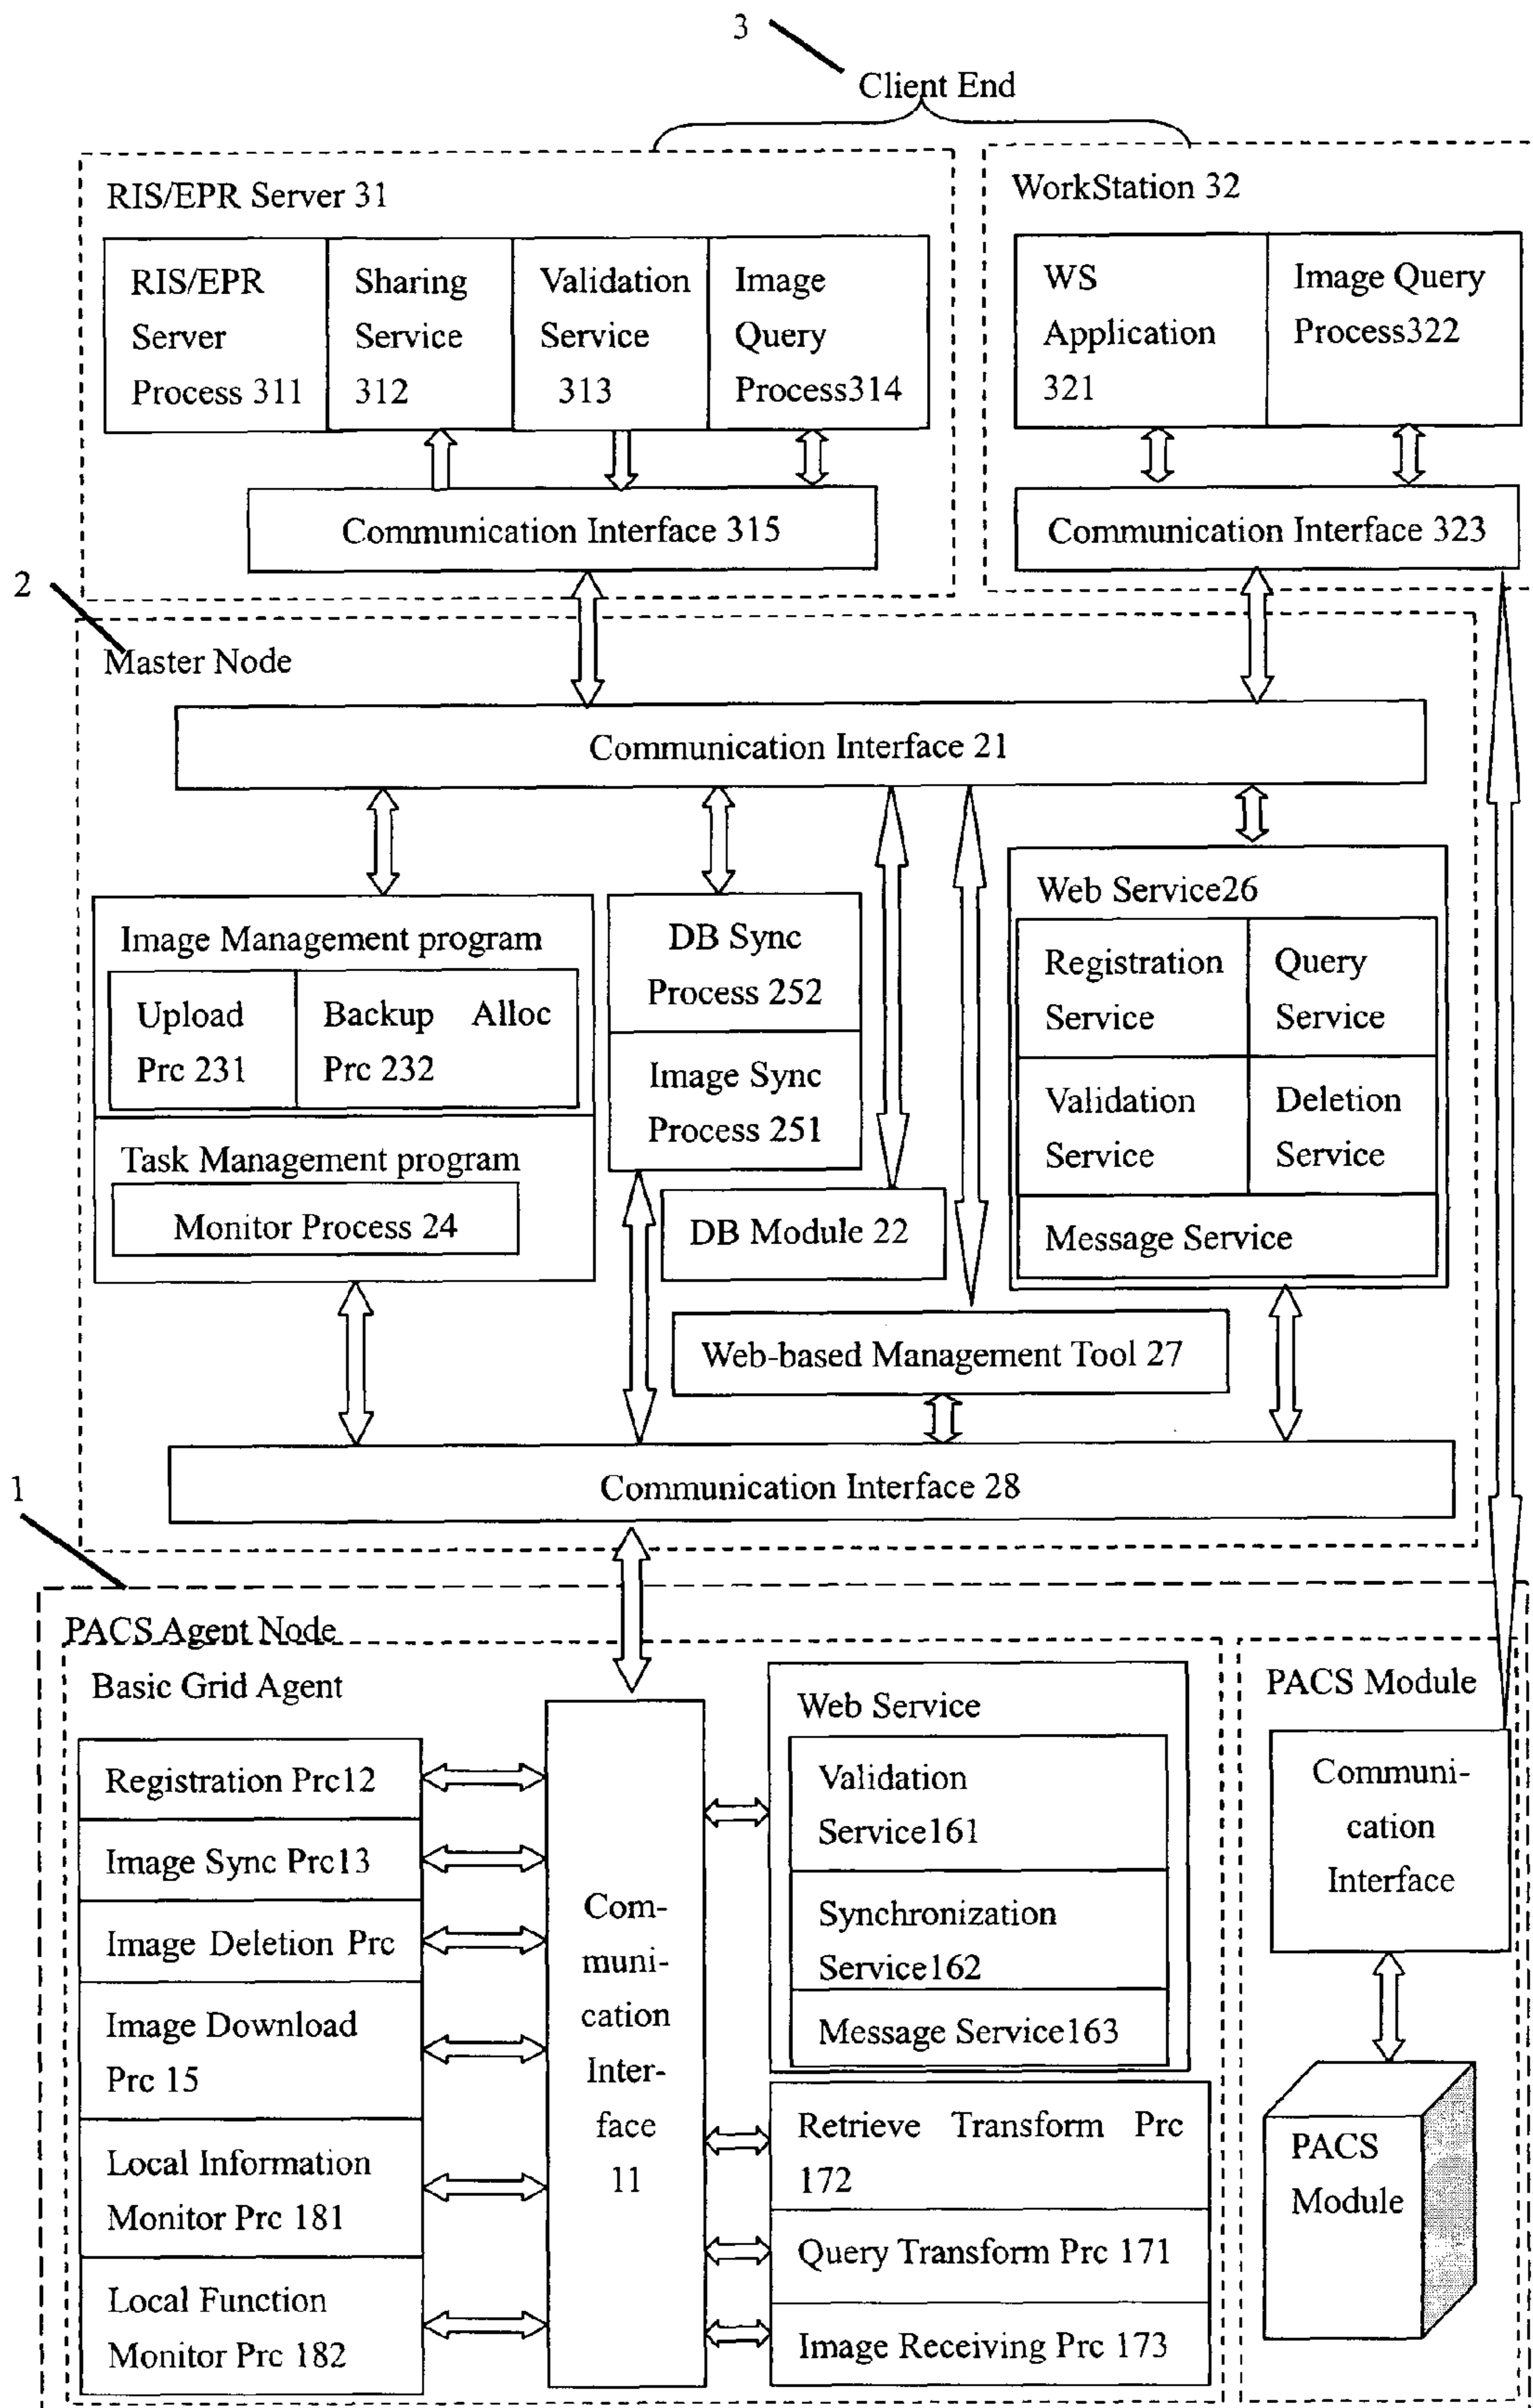 3
Client End
RIS/EPR Server 31
RIS/EPR
Server
Process 311
Sharing
Service
312
Validation
Service
313
Image
Query
Process314
Communication Interface 315
WorkStation 32
WS
Application
321
Image Query
Process322
Communication Interface 323
2
Master Node
Communication Interface 21
Image Management program
Upload
Prc 231
Backup Alloc
Prc 232
Task Management program
Monitor Process 24
DB Sync
Process 252
Image Sync
Process 251
DB Module 22
Web Service26
Registration
Service
Query
Service
Validation
Service
Deletion
Service
Message Service
Web-based Management Tool 27
Communication Interface 28
1
PACS Agent Node
Basic Grid Agent
Registration Prc12
Image Sync Prc13
Image Deletion Prc
Image Download
Prc 15
Local Information
Monitor Prc 181
Local Function
Monitor Prc 182
Com-
muni-
cation
Inter-
face
11
Web Service
Validation
Service161
Synchronization
Service162
Message Service163
Retrieve Transform Prc
172
Query Transform Prc 171
Image Receiving Prc 173
PACS Module
Communi-
cation
Interface
PACS
Module